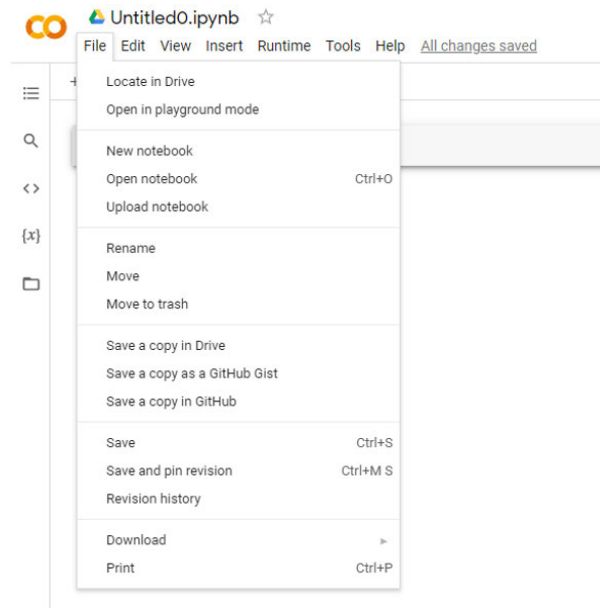 CO
Untitled0.ipynb
File Edit View Insert Runtime Tools Help All changes saved
+
Locate in Drive
Open in playground mode
New notebook
Open notebook Ctrl+O
Upload notebook
Rename
Move
Move to trash
Save a copy in Drive
Save a copy as a GitHub Gist
Save a copy in GitHub
Save Ctrl+S
Save and pin revision Ctrl+M S
Revision history
Download
Print Ctrl+P
{x}